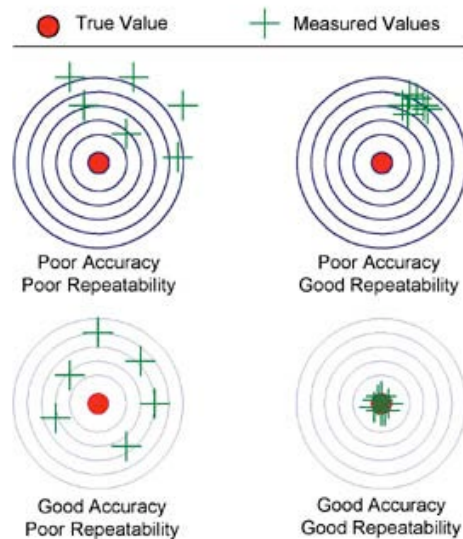 True Value
Measured Values
Poor Accuracy
Poor Repeatability
Poor Accuracy
Good Repeatability
Good Accuracy
Poor Repeatability
Good Accuracy
Good Repeatability